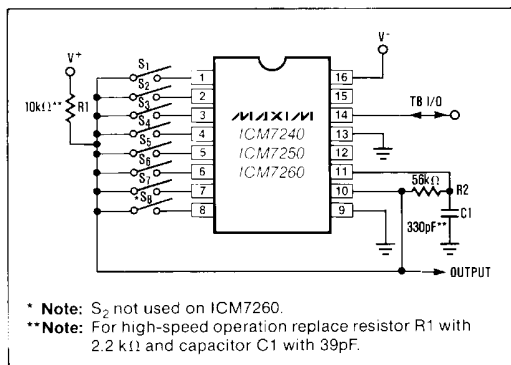 V⁺
10kΩ** R1
S₁
S₂
S₃
S₄
S₅
S₆
S₇
*S₈
1
2
3
4
5
6
7
8
MAXIM
ICM7240
ICM7250
ICM7260
16
15
14
13
12
11
10
9
V⁻
TB I/O
56kΩ
R2
C1
330pF**
OUTPUT
* Note: S₂ not used on ICM7260.
**Note: For high-speed operation replace resistor R1 with
2.2 kΩ and capacitor C1 with 39pF.